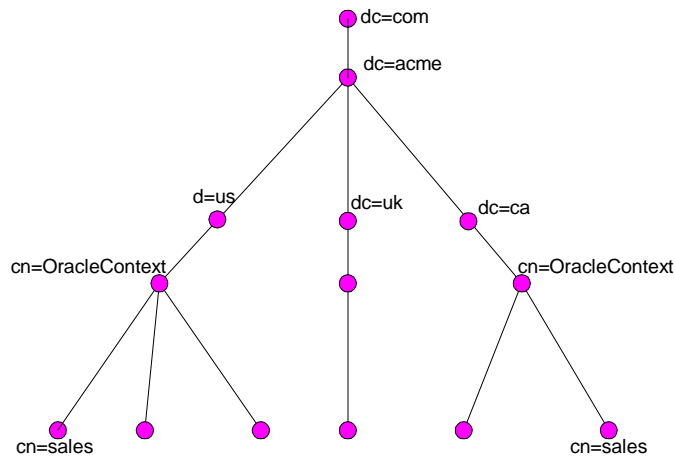 dc=com
dc=acme
d=us
dc=uk
dc=ca
cn=OracleContext
cn=OracleContext
cn=sales
cn=sales